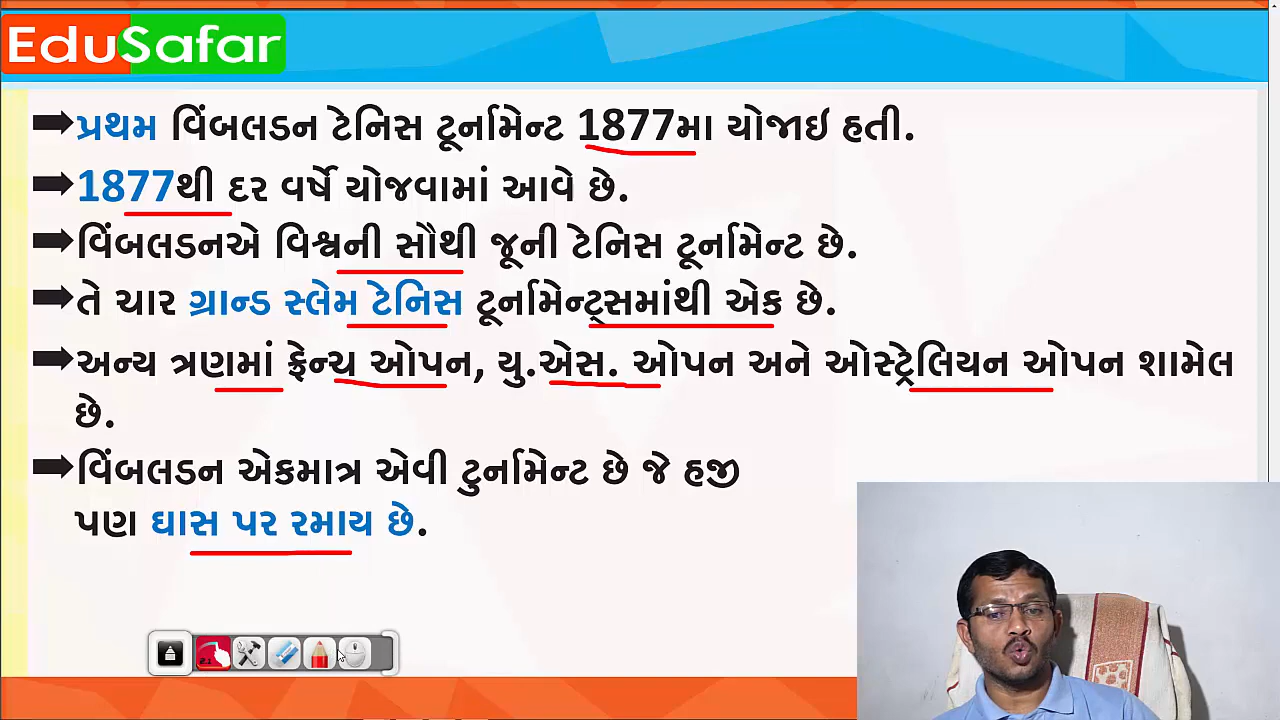 EduSafar
➡પ્રથમ વિંબલડન ટેનિસ ટૂર્નામેન્ટ 1877મા યોજાઇ હતી.
➡1877થી દર વર્ષે યોજવામાં આવે છે.
➡વિંબલડનએ વિશ્વની સૌથી જૂની ટેનિસ ટૂર્નામેન્ટ છે.
➡તે ચાર ગ્રાન્ડ સ્લેમ ટેનિસ ટૂર્નામેન્ટ્સમાંથી એક છે.
➡અન્ય ત્રણમાં ફ્રેન્ચ ઓપન, યુ.એસ. ઓપન અને ઓસ્ટ્રેલિયન ઓપન શામેલ
છે.
➡વિંબલડન એકમાત્ર એવી ટુર્નામેન્ટ છે જે હજી
પણ ઘાસ પર રમાય છે.